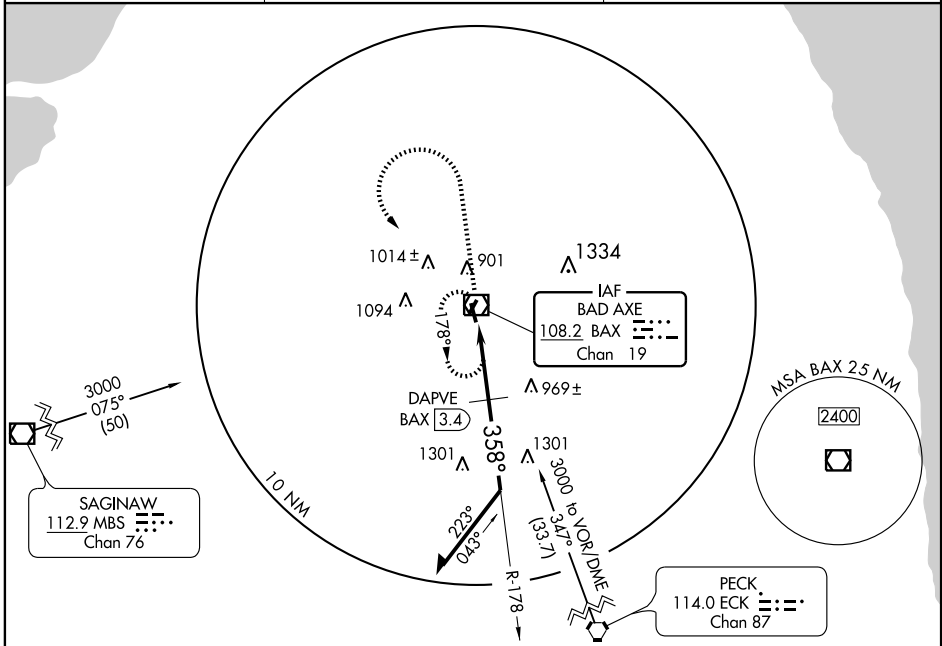 1014 ±
901
1334
1094
IAF
BAD AXE
108.2 BAX
Chan 19
178°
3000
075°
(50)
DAPVE
BAX 3.4
969 ±
358°
MSA BAX 25 NM
2400
1301
1301
3000 to VOR/DME
347°
(33.7)
10 NM
SAGINAW
112.9 MBS
Chan 76
223°
043°
R-178
PECK
114.0 ECK
Chan 87